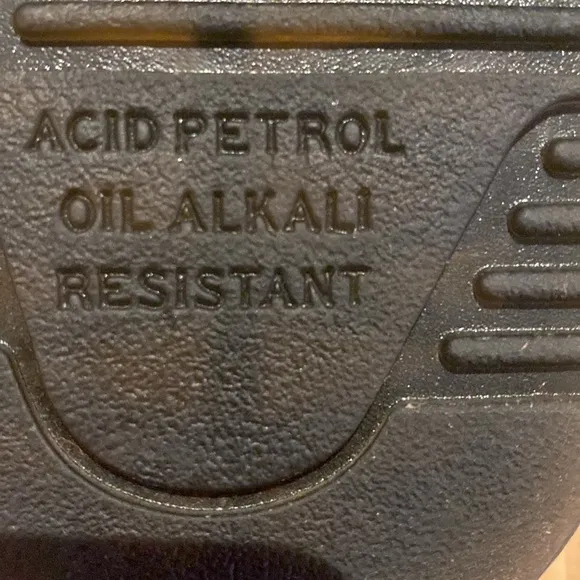 ACID PETROL
OIL ALKALI
RESISTANT